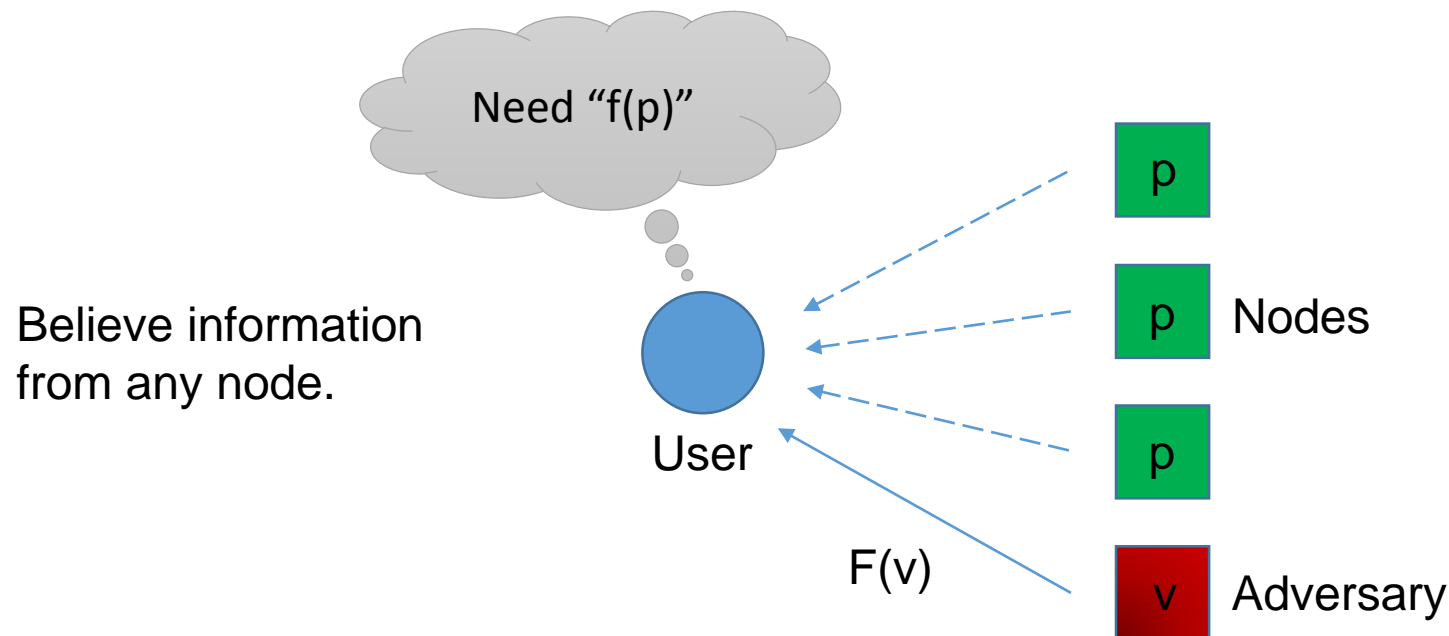 Need “f(p)”
p
Believe information
from any node.
p
Nodes
User
p
F(v)
v
Adversary